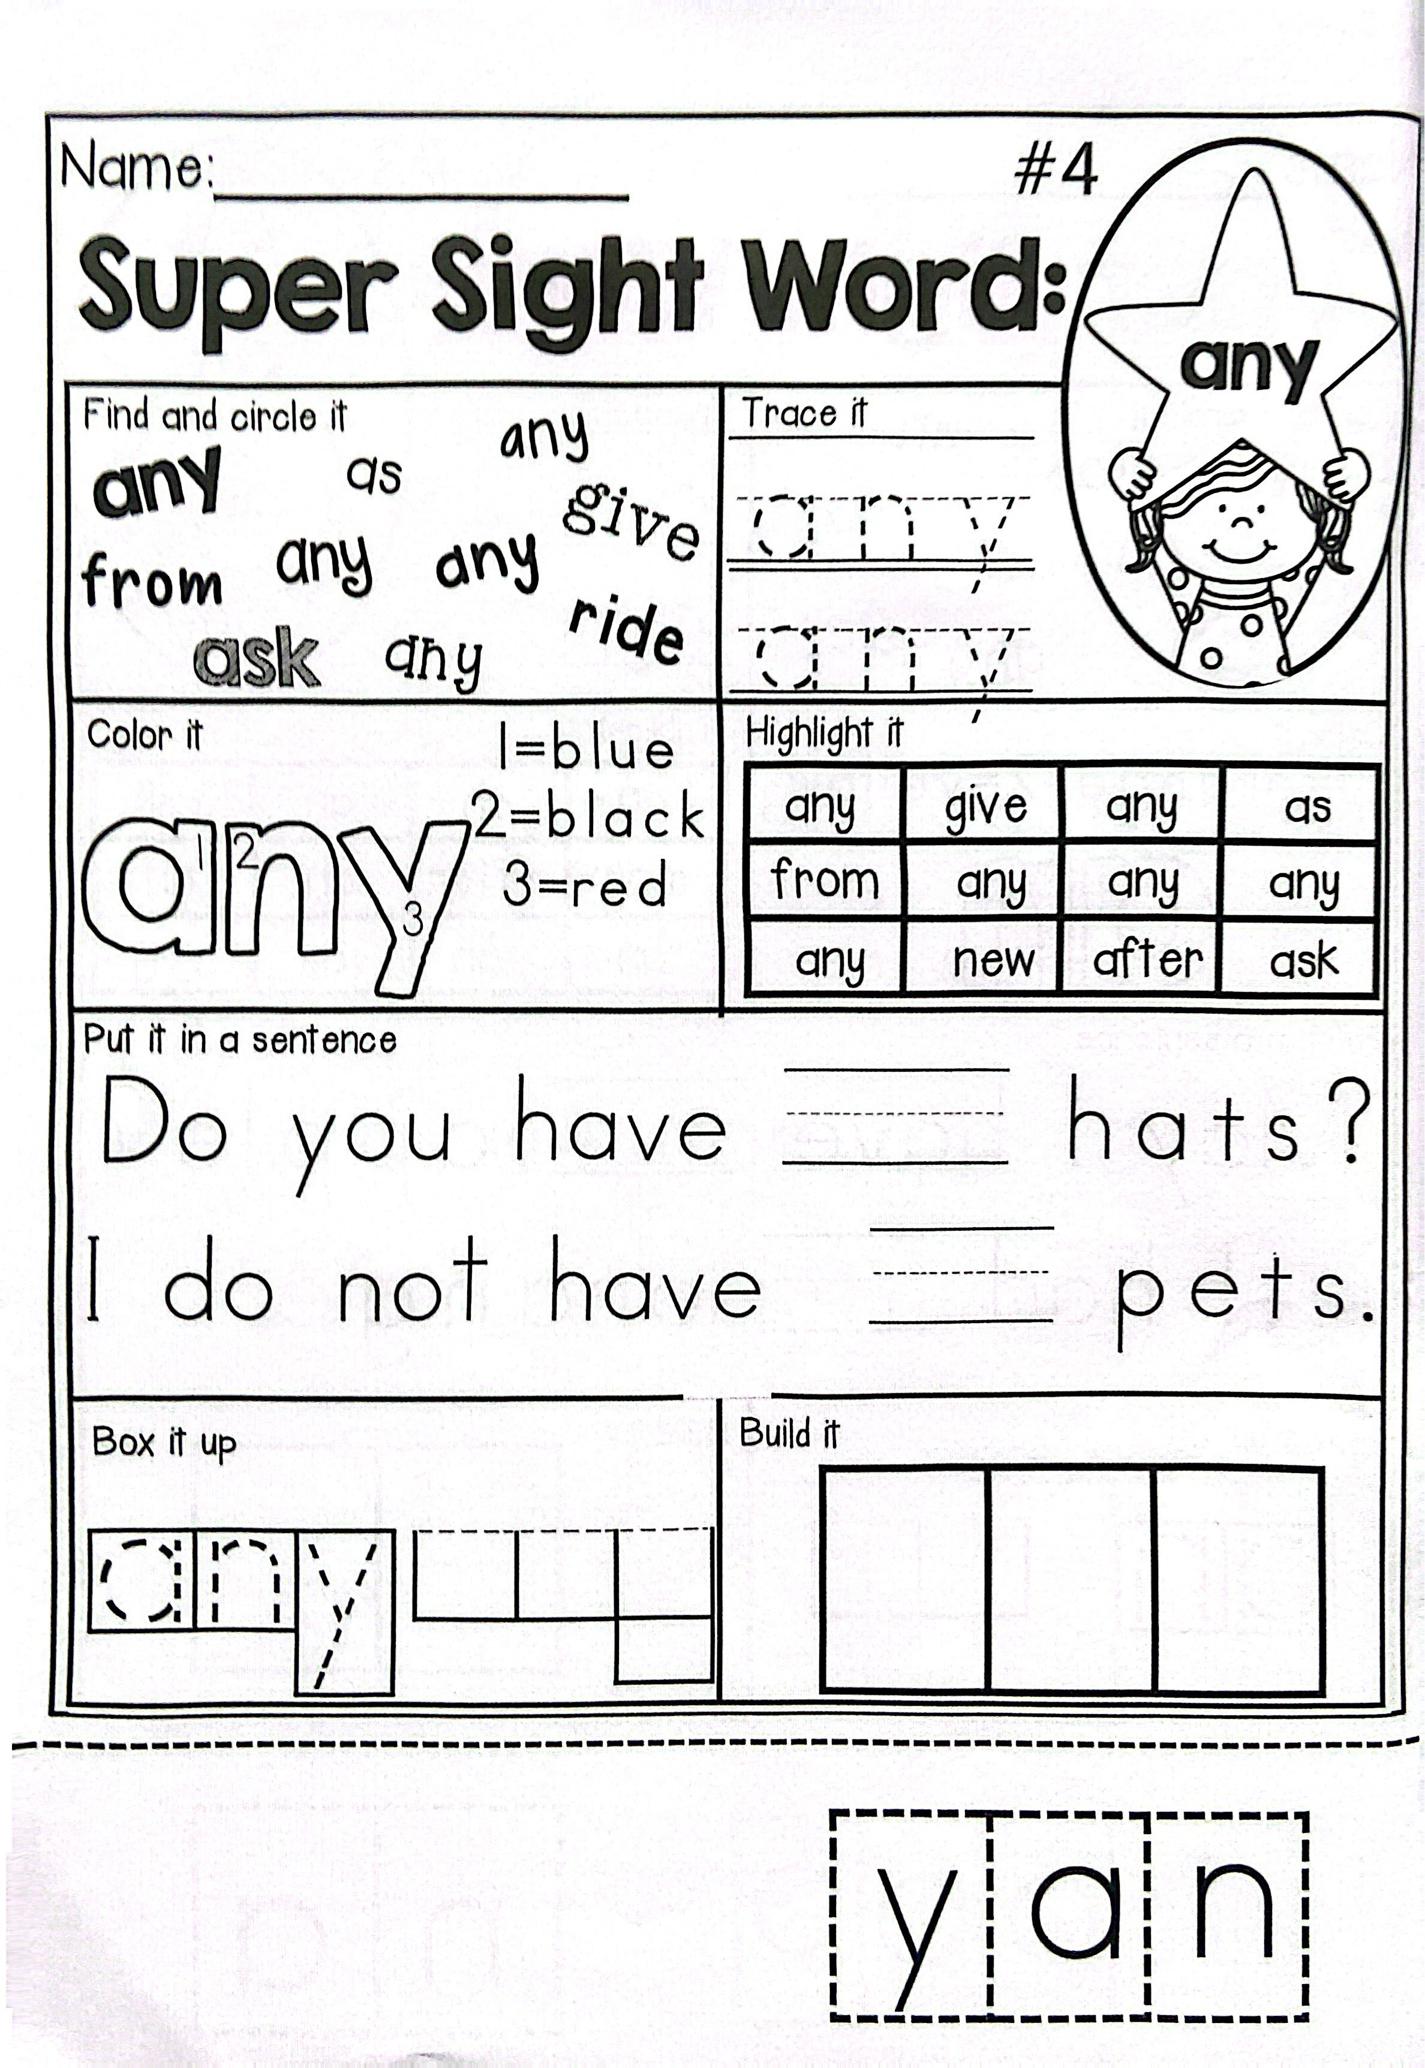 Name:
#4
Super Sight Word:
any
Find and circle it
any
as
any
give
from
any
any
ride
ask
any
Trace it
any
any
Color it
1=blue
2=black
3=red
any
1
2
3
Highlight it
any give any as
from any any any
any new after ask
Put it in a sentence
Do you have hats?
I do not have pets.
Box it up
any
Build it
y a n